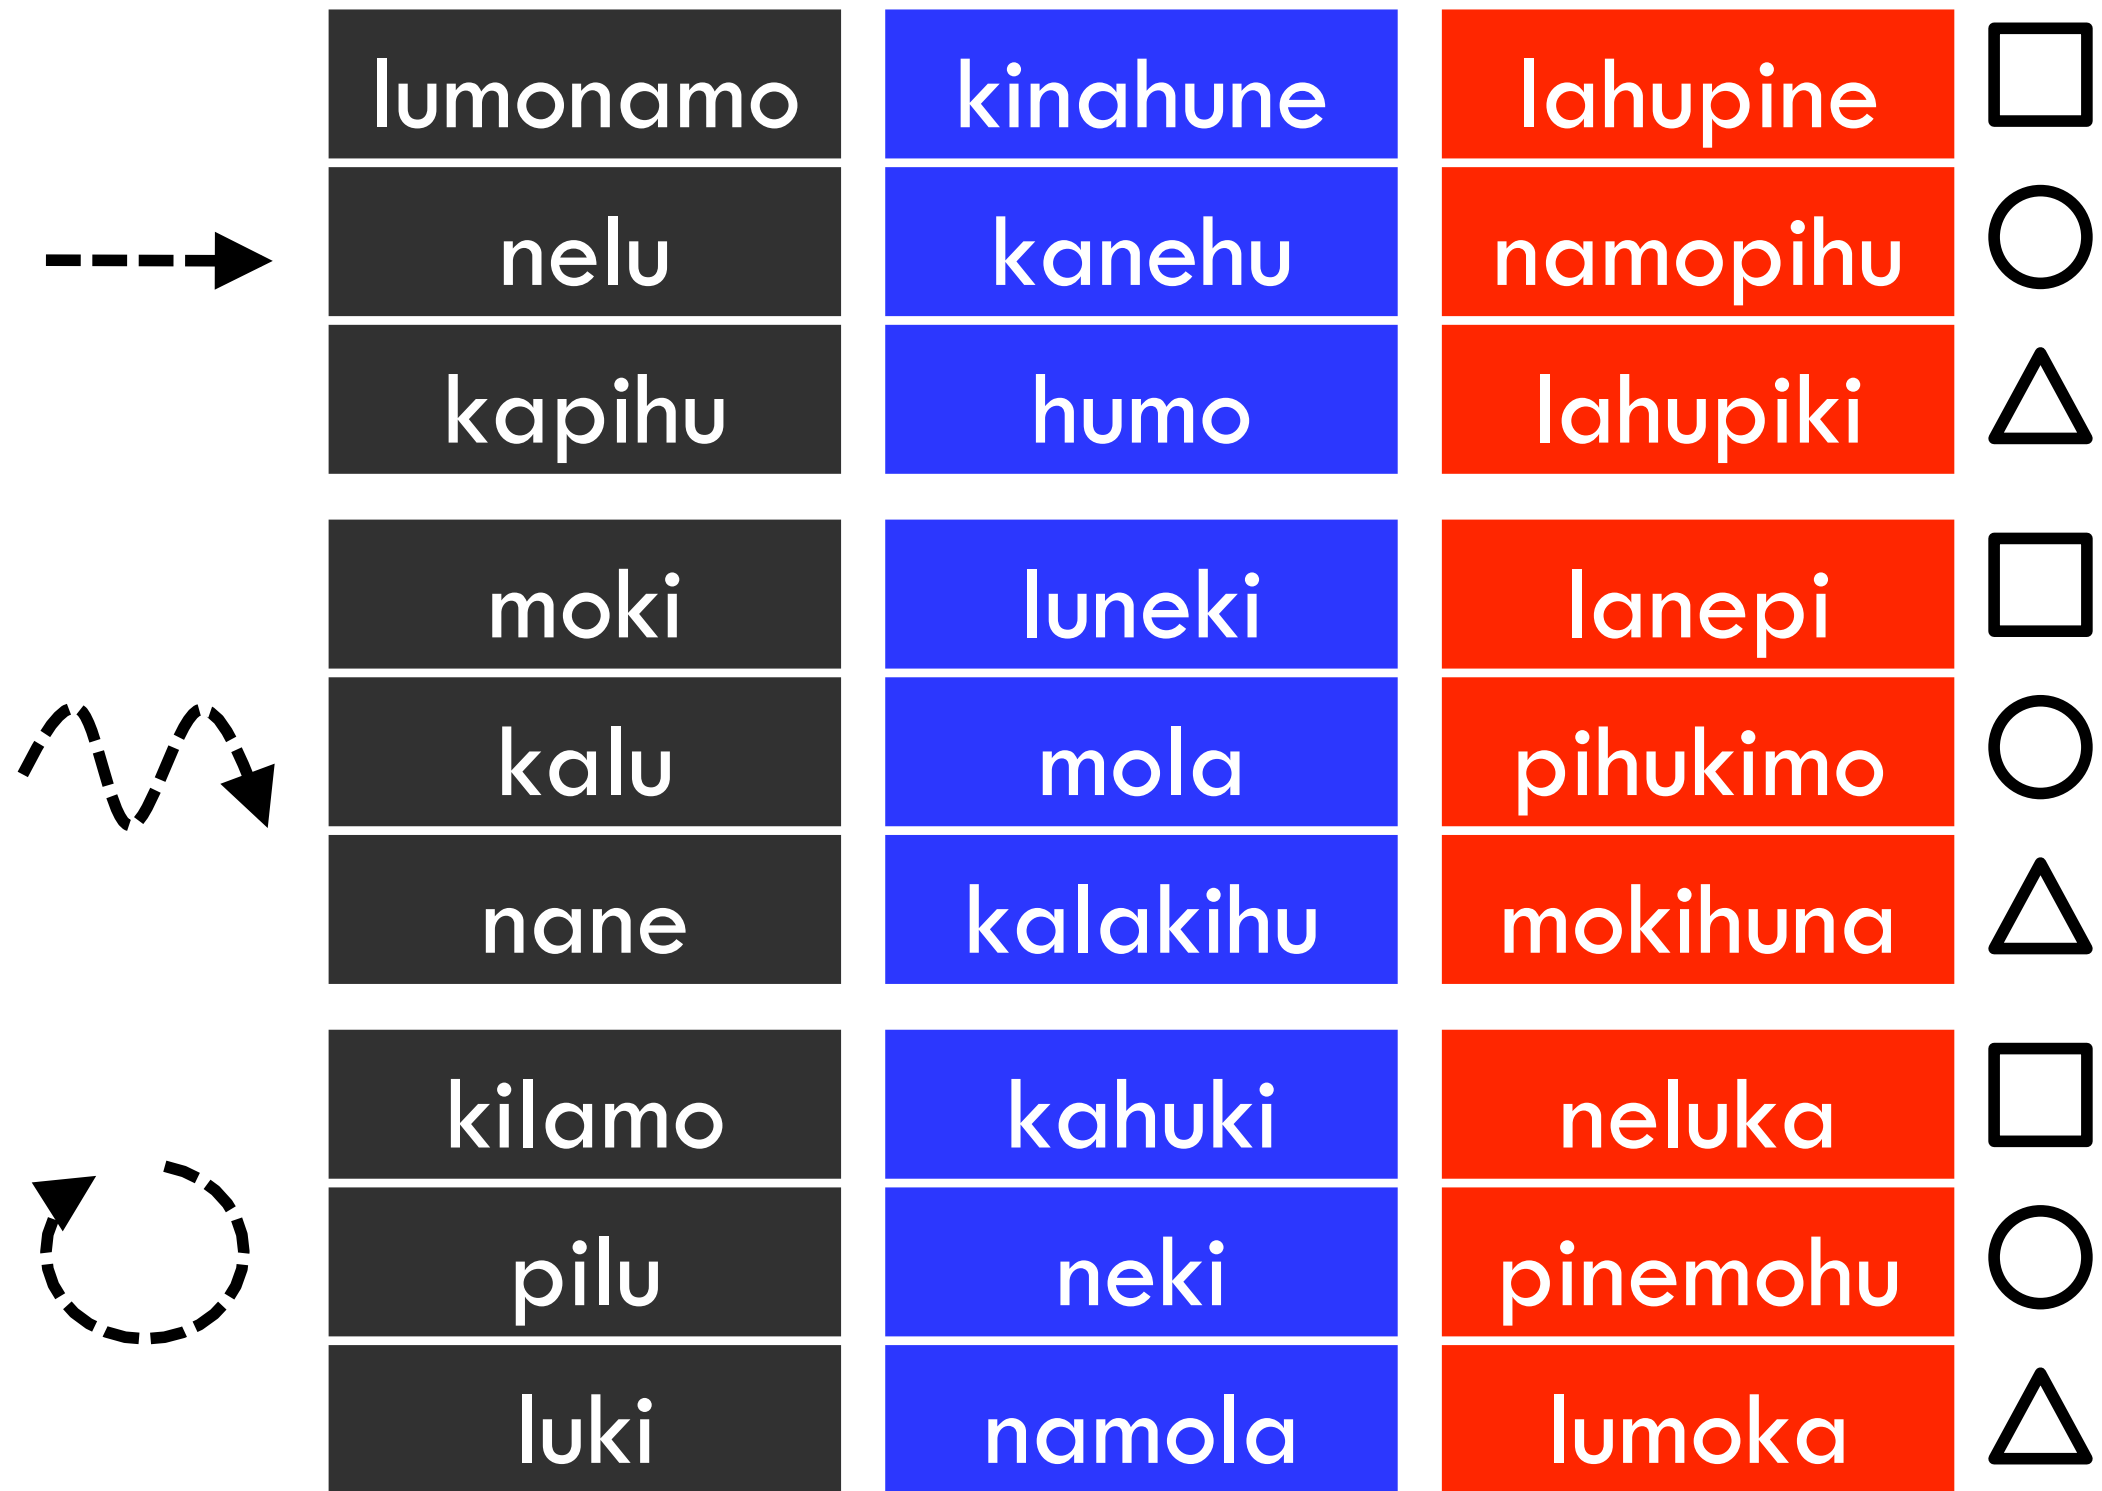 lumonamo kinahune lahupine
nelu kanehu namopihu
kapihu humo lahupiki
moki luneki lanepi
kalu mola pihukimo
nane kalakihu mokihuna
kilamo kahuki neluka
pilu neki pinemohu
luki namola lumoka